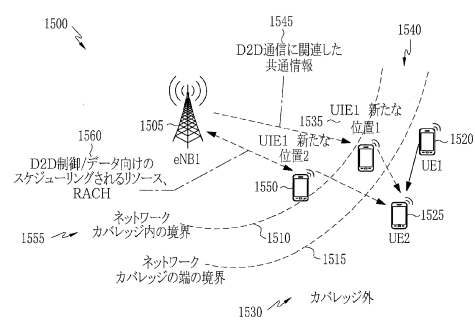 1500
1545
D2D通信に関連した
共通情報
1540
1505
eNB1
1535
UIE1 新たな
位置1
1520
UE1
1560
D2D制御/データ向けの
スケジューリングされるリソース、
RACH
UIE1 新たな
位置2
1550
1525
UE2
ネットワーク
カバレッジ内の境界
1555
1510
ネットワーク
カバレッジの端の境界
1515
1530
カバレッジ外